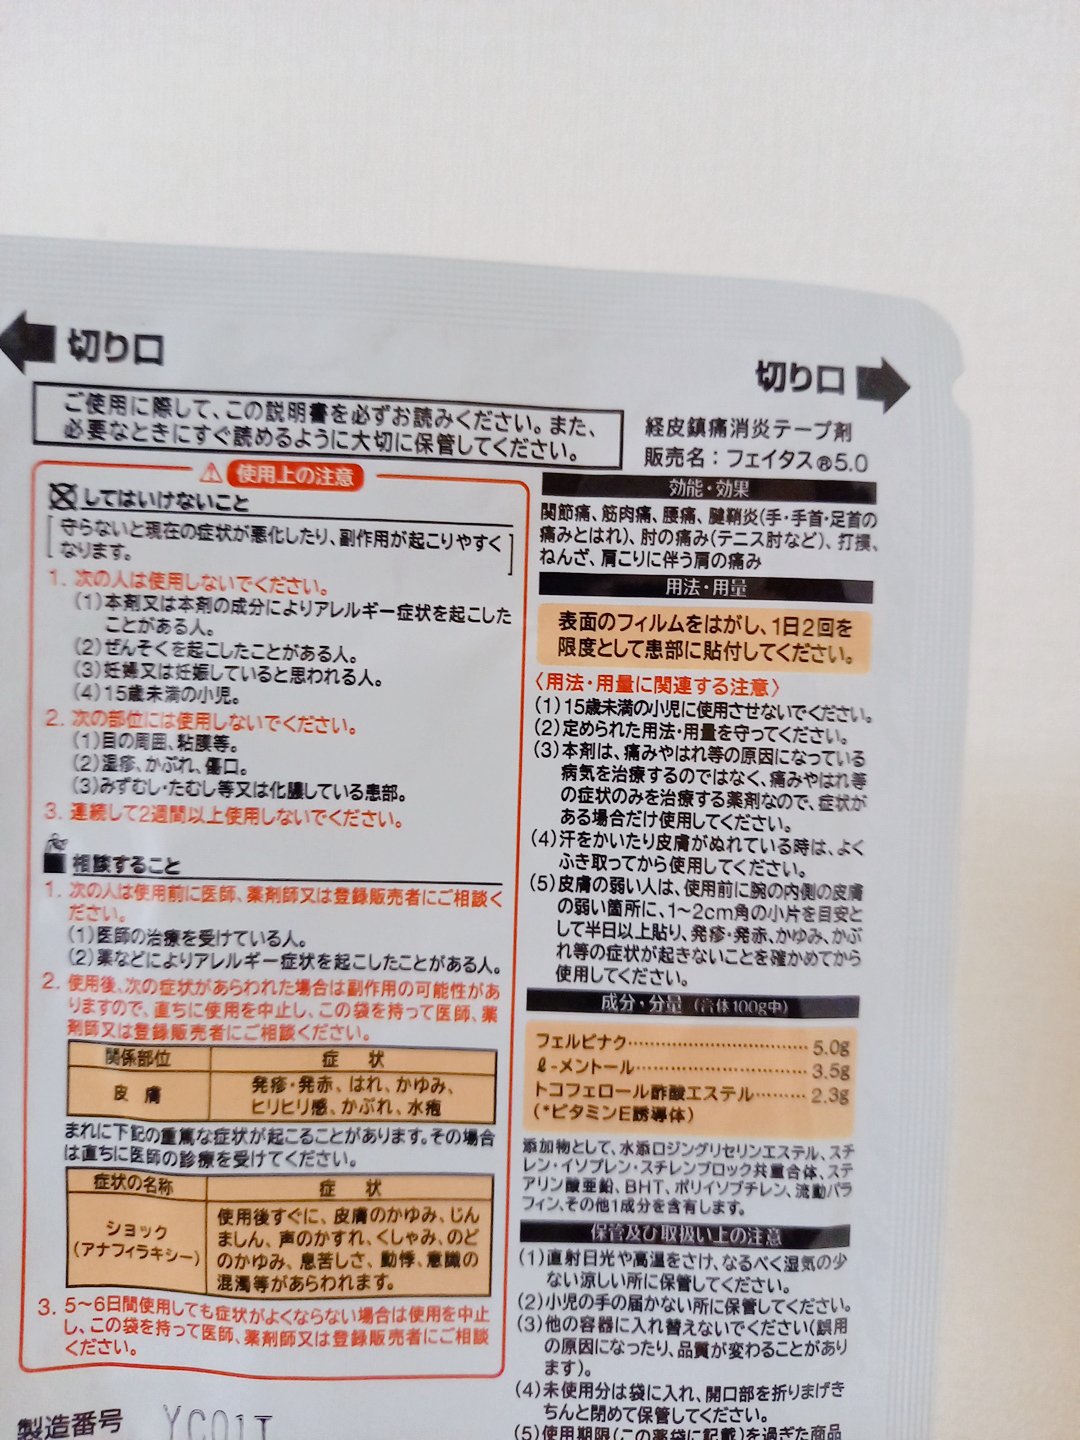 切り口
切り口
ご使用に際して、この説明書を必ずお読みください。また、
必要なときにすぐ読めるように大切に保管してください。
経皮鎮痛消炎テープ剤
販売名：フェイタス®5.0
使用上の注意
してはいけないこと
守らないと現在の症状が悪化したり、副作用が起こりやすく
なります。
1. 次の人は使用しないでください。
(1)本剤又は本剤の成分によりアレルギー症状を起こした
ことがある人。
(2)ぜんそくを起こしたことがある人。
(3)妊婦又は妊娠していると思われる人。
(4)15歳未満の小児。
2. 次の部位には使用しないでください。
(1)目の周囲、粘膜等。
(2)湿疹、かぶれ、傷口。
(3)みずむし・たむし等又は化膿している患部。
3. 連続して2週間以上使用しないでください。
相談すること
1. 次の人は使用前に医師、薬剤師又は登録販売者にご相談く
ださい。
(1)医師の治療を受けている人。
(2)薬などによりアレルギー症状を起こしたことがある人。
2. 使用後、次の症状があらわれた場合は副作用の可能性があ
りますので、直ちに使用を中止し、この袋を持って医師、薬
剤師又は登録販売者にご相談ください。
関係部位 症 状
皮 膚 発疹・発赤、はれ、かゆみ、
ヒリヒリ感、かぶれ、水疱
まれに下記の重篤な症状が起こることがあります。その場合
は直ちに医師の診療を受けてください。
症状の名称 症 状
ショック
(アナフィラキシー)
使用後すぐに、皮膚のかゆみ、じん
ましん、声のかすれ、くしゃみ、のど
のかゆみ、息苦しさ、動悸、意識の
混濁等があらわれます。
3. 5〜6日間使用しても症状がよくならない場合は使用を中止
し、この袋を持って医師、薬剤師又は登録販売者にご相談
ください。
製造番号 YC01T
効能・効果
関節痛、筋肉痛、腰痛、腱鞘炎(手・手首・足首の
痛みとはれ)、肘の痛み(テニス肘など)、打撲、
ねんざ、肩こりに伴う肩の痛み
用法・用量
表面のフィルムをはがし、1日2回を
限度として患部に貼付してください。
〈用法・用量に関連する注意〉
(1)15歳未満の小児に使用させないでください。
(2)定められた用法・用量を守ってください。
(3)本剤は、痛みやはれ等の原因になっている
病気を治療するのではなく、痛みやはれ等
の症状のみを治療する薬剤なので、症状が
ある場合だけ使用してください。
(4)汗をかいたり皮膚がぬれている時は、よく
ふき取ってから使用してください。
(5)皮膚の弱い人は、使用前に腕の内側の皮膚
の弱い箇所に、1〜2cm角の小片を目安と
して半日以上貼り、発疹・発赤、かゆみ、かぶ
れ等の症状が起きないことを確かめてから
使用してください。
成分・分量 (膏体100g中)
フェルビナク…………………………… 5.0g
ℓ-メントール…………………………… 3.5g
トコフェロール酢酸エステル……… 2.3g
(*ビタミンE誘導体)
添加物として、水添ロジングリセリンエステル、スチ
レン・イソプレン・スチレンブロック共重合体、ステ
アリン酸亜鉛、BHT、ポリイソブチレン、流動パラ
フィン、その他1成分を含有します。
保管及び取扱い上の注意
(1)直射日光や高温をさけ、なるべく湿気の少
ない涼しい所に保管してください。
(2)小児の手の届かない所に保管してください。
(3)他の容器に入れ替えないでください(誤用
の原因になったり、品質が変わることがあり
ます)。
(4)未使用分は袋に入れ、開口部を折りまげき
ちんと閉めて保管してください。
(5)使用期限(この薬袋に記載)を過ぎた商品